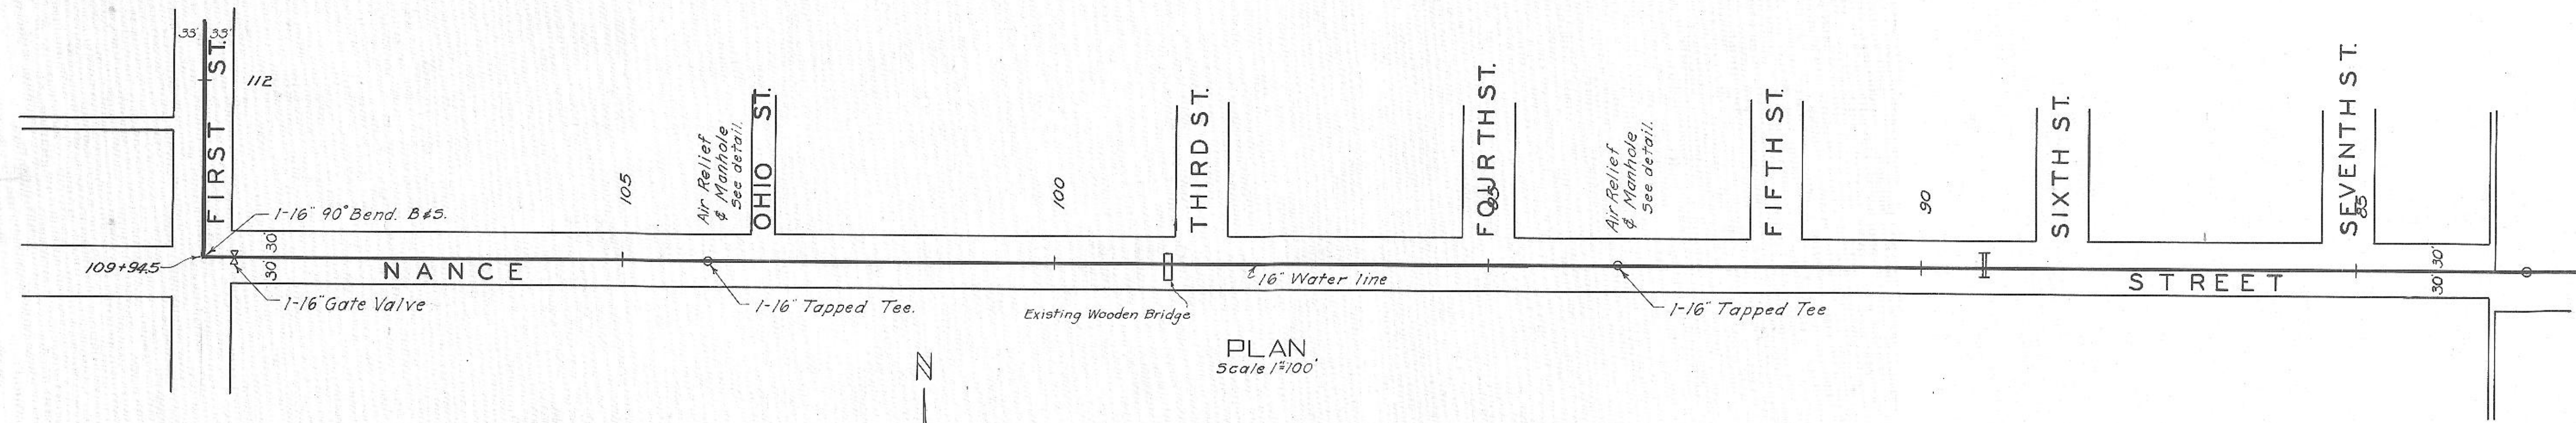 33' 33'
FIRST ST.
112
1-16" 90° Bend. B&S.
109+94.5
30'
30'
NANCE
1-16" Gate Valve
105
Air Relief
& Manhole
See detail.
OHIO ST.
1-16" Tapped Tee.
100
Existing Wooden Bridge
THIRD ST.
16" Water line
PLAN.
Scale 1"=100'.
N
FOURTH ST.
95
Air Relief
& Manhole
See detail.
1-16" Tapped Tee
FIFTH ST.
90
SIXTH ST.
STREET
SEVENTH ST.
85
30'
30'